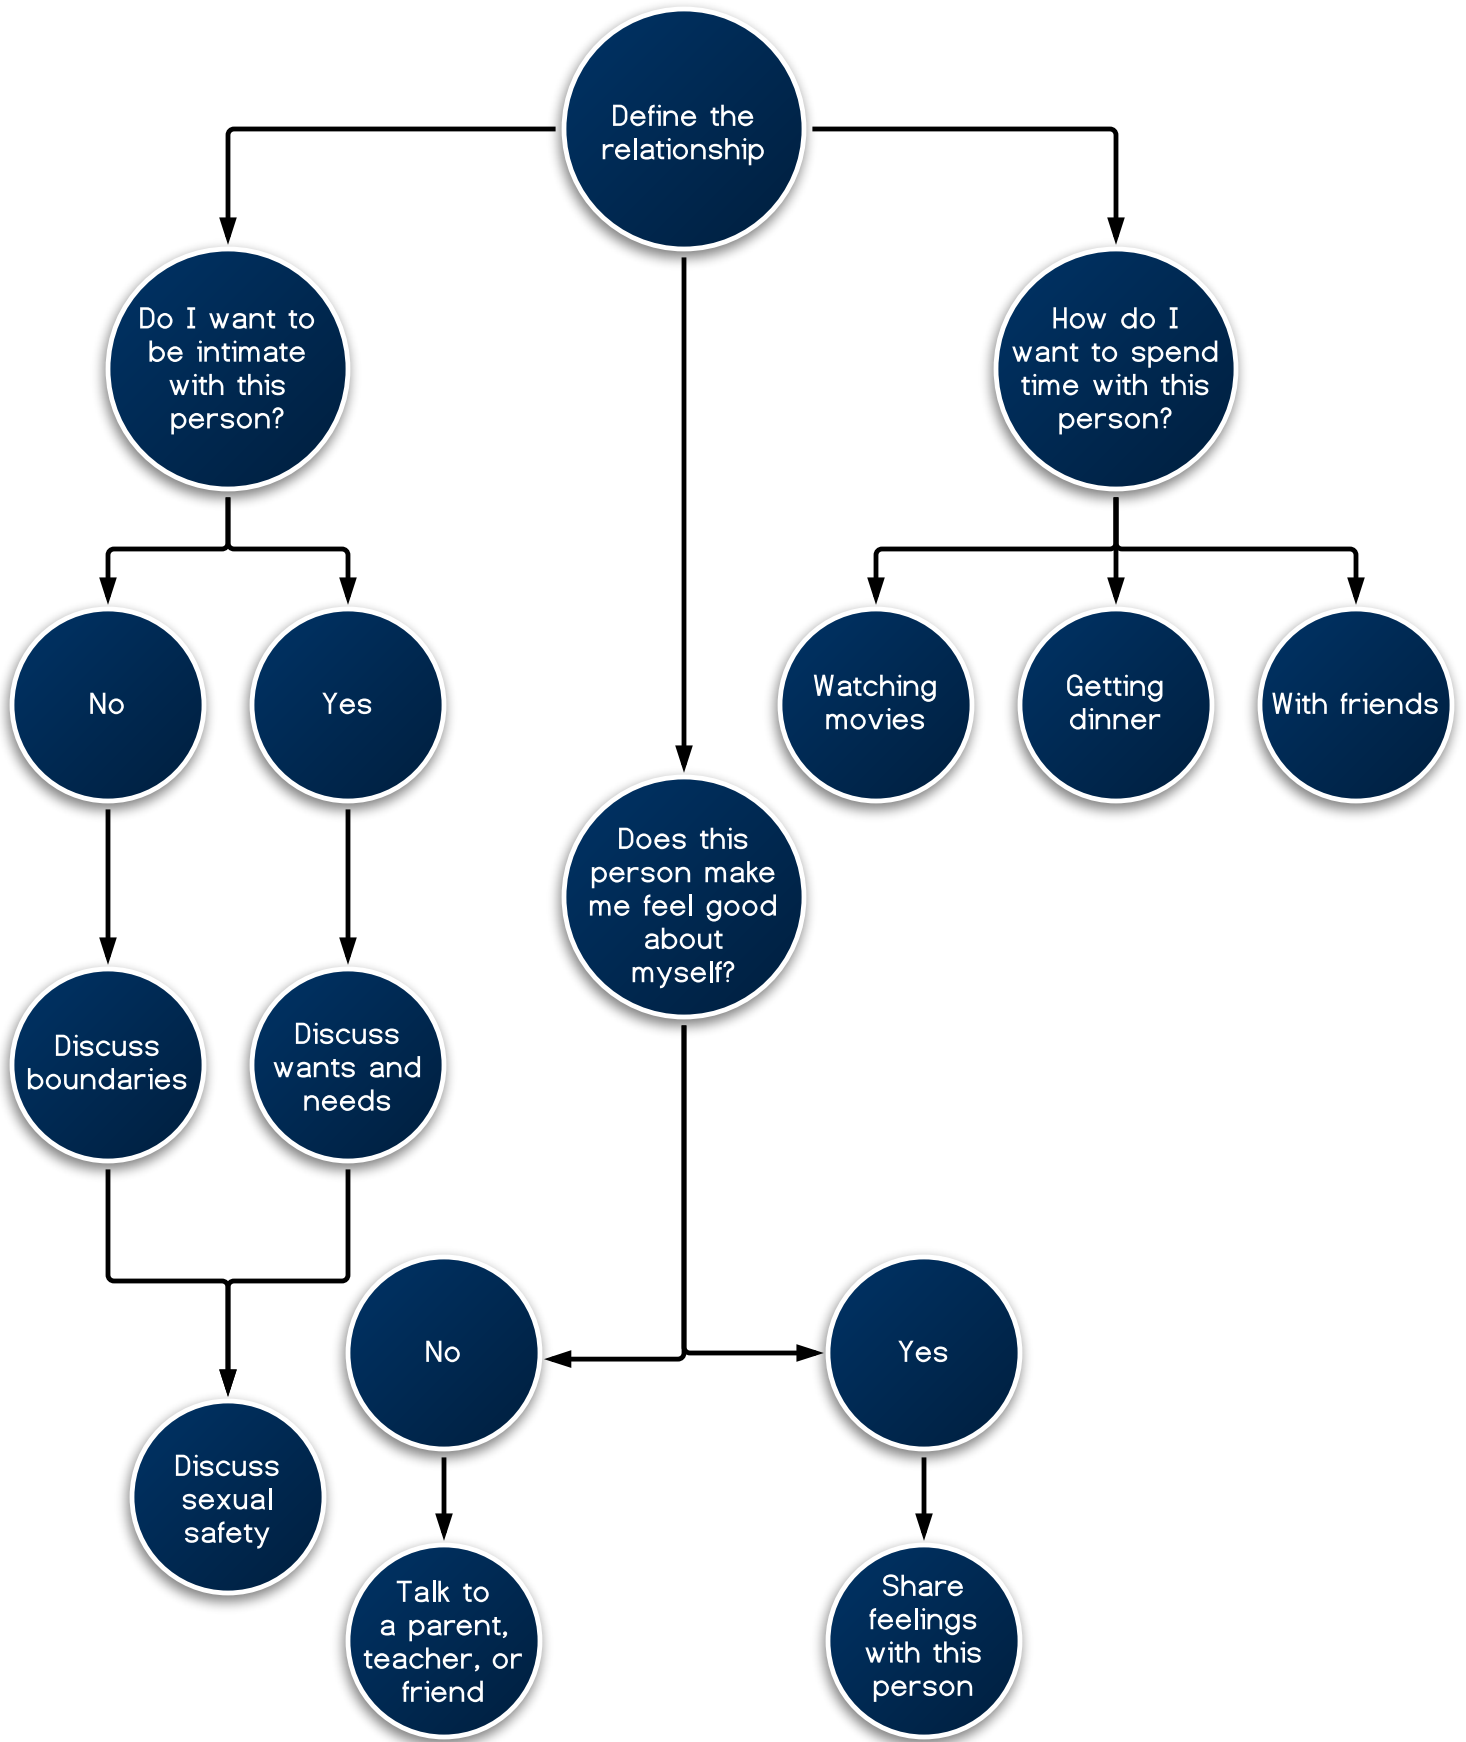 Define the
relationship
Do I want to
be intimate
with this
person?
How do I
want to spend
time with this
person?
No
Yes
Watching
movies
Getting
dinner
With friends
Does this
person make
me feel good
about
myself?
Discuss
boundaries
Discuss
wants and
needs
No
Yes
Discuss
sexual
safety
Talk to
a parent,
teacher, or
friend
Share
feelings
with this
person